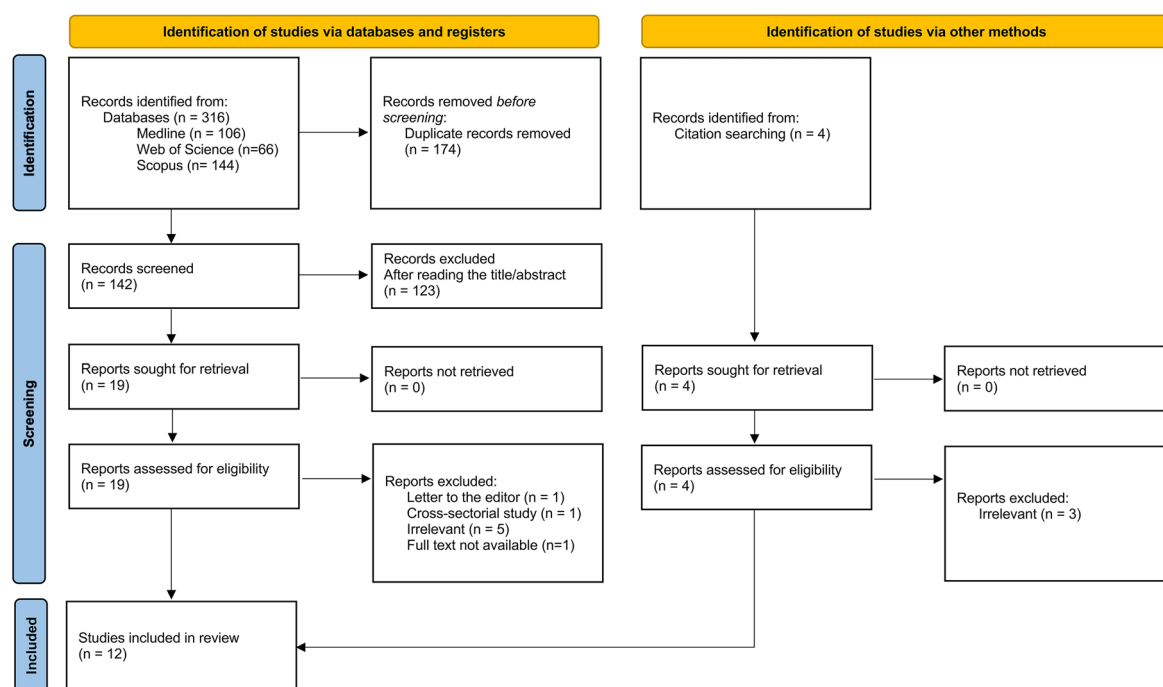 Identification of studies via databases and registers
Identification of studies via other methods
Identification
Records identified from:
Databases (n = 316)
Medline (n = 106)
Web of Science (n=66)
Scopus (n= 144)
Records removed before
screening:
Duplicate records removed
(n = 174)
Records identified from:
Citation searching (n = 4)
Screening
Records screened
(n = 142)
Records excluded
After reading the title/abstract
(n = 123)
Reports sought for retrieval
(n = 19)
Reports not retrieved
(n = 0)
Reports sought for retrieval
(n = 4)
Reports not retrieved
(n = 0)
Reports assessed for eligibility
(n = 19)
Reports excluded:
Letter to the editor (n = 1)
Cross-sectorial study (n = 1)
Irrelevant (n = 5)
Full text not available (n=1)
Reports assessed for eligibility
(n = 4)
Reports excluded:
Irrelevant (n = 3)
Included
Studies included in review
(n = 12)